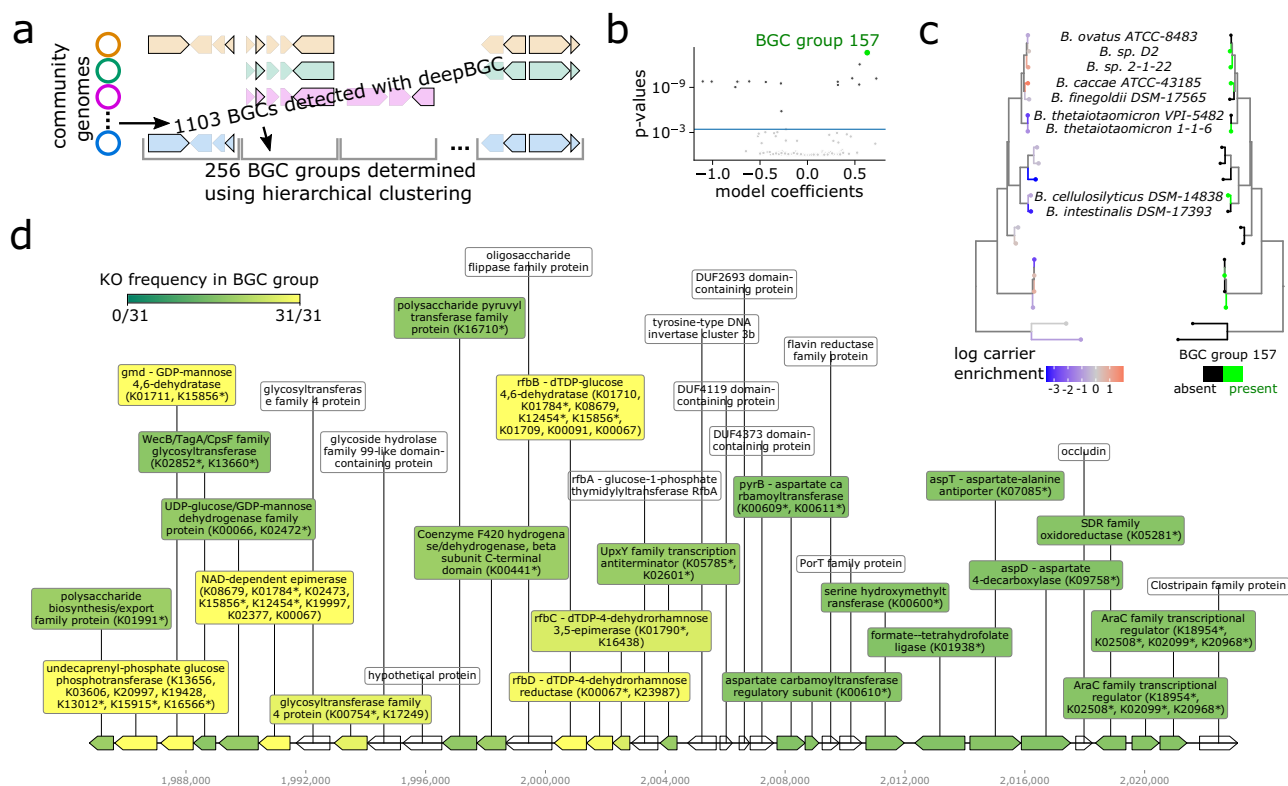 a
community
genomes
1103 BGCs detected with deepBGC
...
256 BGC groups determined
using hierarchical clustering
b
BGC group 157
p-values
10⁻⁹
10⁻³
−1.0
−0.5
0.0
0.5
model coefficients
c
B. ovatus ATCC-8483
B. sp. D2
B. sp. 2-1-22
B. caccae ATCC-43185
B. finegoldii DSM-17565
B. thetaiotaomicron VPI-5482
B. thetaiotaomicron 1-1-6
B. cellulosilyticus DSM-14838
B. intestinalis DSM-17393
log carrier
enrichment
-3 -2 -1 0 1
BGC group 157
absent
present
d
KO frequency in BGC group
0/31
31/31
oligosaccharide
flippase family protein
polysaccharide pyruvyl
transferase family
protein (K16710*)
DUF2693 domain-
containing protein
tyrosine-type DNA
invertase cluster 3b
flavin reductase
family protein
gmd - GDP-mannose
4,6-dehydratase
(K01711, K15856*)
glycosyltransferas
e family 4 protein
rfbB - dTDP-glucose
4,6-dehydratase (K01710,
K01784*, K08679,
K12454*, K15856*,
K01709, K00091, K00067)
DUF4119 domain-
containing protein
WecB/TagA/CpsF family
glycosyltransferase
(K02852*, K13660*)
glycoside hydrolase
family 99-like domain-
containing protein
DUF4373 domain-
containing protein
occludin
rfbA - glucose-1-phosphate
thymidylyltransferase RfbA
pyrB - aspartate ca
rbamoyltransferase
(K00609*, K00611*)
aspT - aspartate-alanine
antiporter (K07085*)
UDP-glucose/GDP-mannose
dehydrogenase family
protein (K00066, K02472*)
SDR family
oxidoreductase (K05281*)
Coenzyme F420 hydrogena
se/dehydrogenase, beta
subunit C-terminal
domain (K00441*)
UpxY family transcription
antiterminator (K05785*,
K02601*)
PorT family protein
aspD - aspartate
4-decarboxylase (K09758*)
NAD-dependent epimerase
(K08679, K01784*, K02473,
K15856*, K12454*, K19997,
K02377, K00067)
polysaccharide
biosynthesis/export
family protein (K01991*)
serine hydroxymethylt
ransferase (K00600*)
Clostripain family protein
rfbC - dTDP-4-dehydrorhamnose
3,5-epimerase (K01790*,
K16438)
formate--tetrahydrofolate
ligase (K01938*)
AraC family transcriptional
regulator (K18954*,
K02508*, K02099*, K20968*)
undecaprenyl-phosphate glucose
phosphotransferase (K13656,
K03606, K20997, K19428,
K13012*, K15915*, K16566*)
hypothetical protein
glycosyltransferase family
4 protein (K00754*, K17249)
rfbD - dTDP-4-dehydrorhamnose
reductase (K00067*, K23987)
aspartate carbamoyltransferase
regulatory subunit (K00610*)
AraC family transcriptional
regulator (K18954*,
K02508*, K02099*, K20968*)
1,988,000
1,992,000
1,996,000
2,000,000
2,004,000
2,008,000
2,012,000
2,016,000
2,020,000